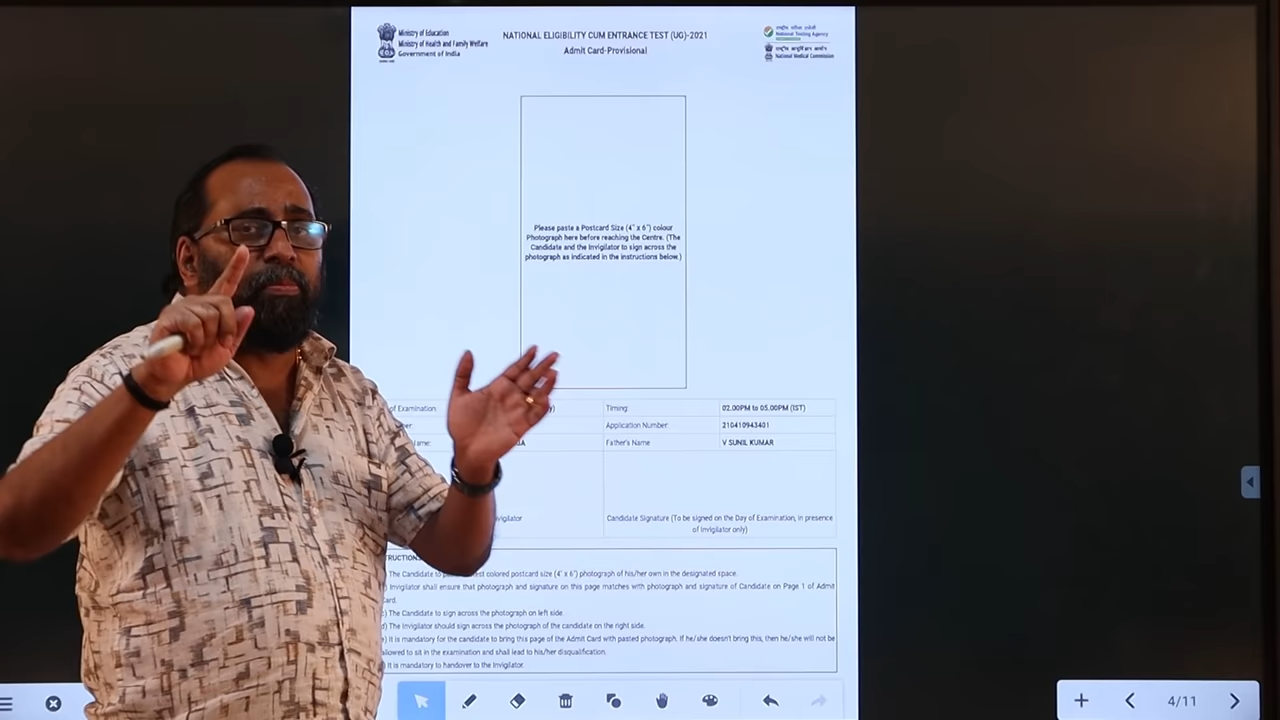 Ministry of Education
Ministry of Health and Family Welfare
Government of India
NATIONAL ELIGIBILITY CUM ENTRANCE TEST (UG)-2021
Admit Card-Provisional
National Testing Agency
National Medical Commission
Please paste a Postcard Size (4" x 6") colour
Photograph here before reaching the Centre. (The
Candidate and the Invigilator to sign across the
photograph as indicated in the instructions below.)
of Examination: Timing: 02.00PM to 05.00PM (IST)
Application Number: 210410943401
Father's Name V SUNIL KUMAR
Candidate Signature (To be signed on the Day of Examination, in presence
of Invigilator only)
The Candidate to colored postcard size (4" x 6") photograph of his/her own in the designated space.
Invigilator shall ensure that photograph and signature on this page matches with photograph and signature of Candidate on Page 1 of Admit
) The Candidate to sign across the photograph on left side.
d) The Invigilator should sign across the photograph of the candidate on the right side.
) It is mandatory for the candidate to bring this page of the Admit Card with pasted photograph. If he/she doesn't bring this, then he/she will not be
allowed to sit in the examination and shall lead to his/her disqualification.
) It is mandatory to handover to the Invigilator.
4/11